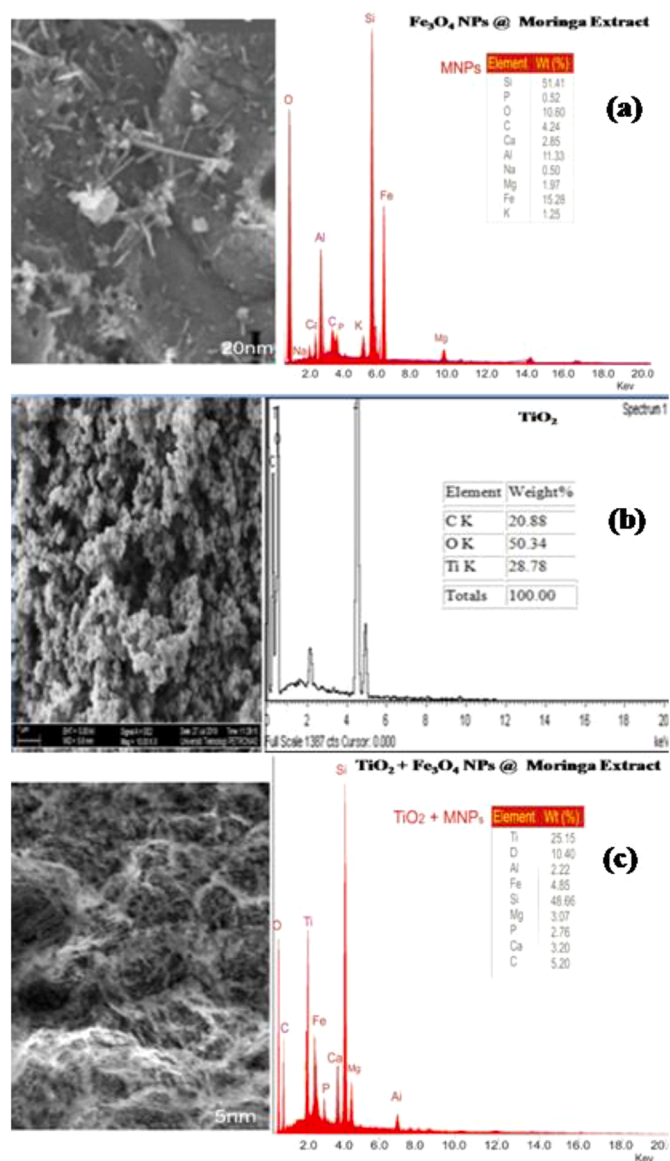 Fe₃O₄ NPs @ Moringa Extract
Si
MNPs
Element Wt (%)
Si 51.41
P 0.52
O 10.60
C 4.24
Ca 2.85
Al 11.33
Na 0.50
Mg 1.97
Fe 15.28
K 1.25
(a)
O
Fe
Al
Ca
C
P
K
Na
Mg
20nm
2.0 4.0 6.0 8.0 10.0 12.0 14.0 16.0 18.0 20.0
Kev
TiO₂
Spectrum 1
C
Element Weight%
C K 20.88
O K 50.34
Ti K 28.78
Totals 100.00
(b)
0 2 4 6 8 10 12 14 16 18 20
Full Scale 1387 cts Cursor: 0.000
keV
TiO₂ + Fe₃O₄ NPs @ Moringa Extract
Si
TiO₂ + MNPs
Element Wt (%)
Ti 25.15
D 10.40
Al 2.22
Fe 4.85
Si 48.66
Mg 3.07
P 2.76
Ca 3.20
C 5.20
(c)
O
Ti
Fe
C
Ca
Mg
P
Al
5nm
2.0 4.0 6.0 8.0 10.0 12.0 14.0 16.0 18.0 20.0
Kev